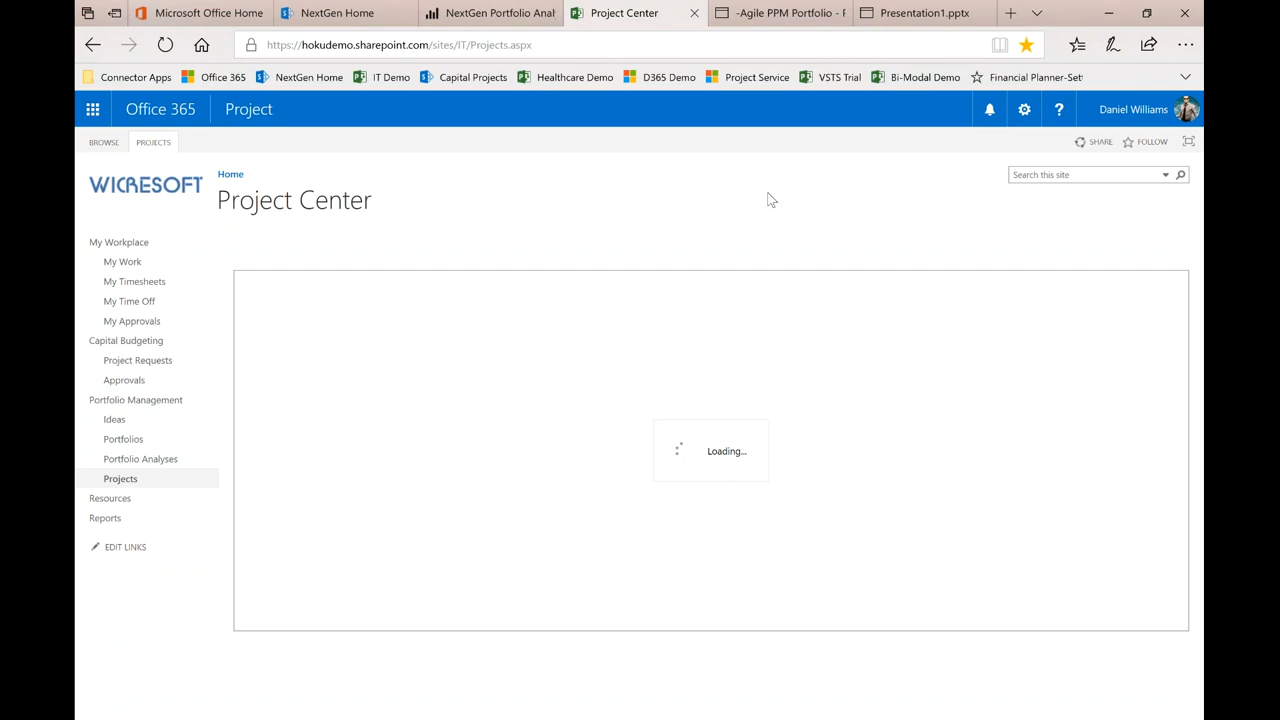 Microsoft Office Home
NextGen Home
NextGen Portfolio Anal
Project Center
-Agile PPM Portfolio - F
Presentation1.pptx
https://hokudemo.sharepoint.com/sites/IT/Projects.aspx
Connector Apps
Office 365
NextGen Home
IT Demo
Capital Projects
Healthcare Demo
D365 Demo
Project Service
VSTS Trial
Bi-Modal Demo
Financial Planner-Set
Office 365
Project
?
Daniel Williams
BROWSE
PROJECTS
SHARE
FOLLOW
WICRESOFT
Home
Project Center
Search this site
My Workplace
My Work
My Timesheets
My Time Off
My Approvals
Capital Budgeting
Project Requests
Approvals
Portfolio Management
Ideas
Portfolios
Portfolio Analyses
Projects
Resources
Reports
EDIT LINKS
Loading...